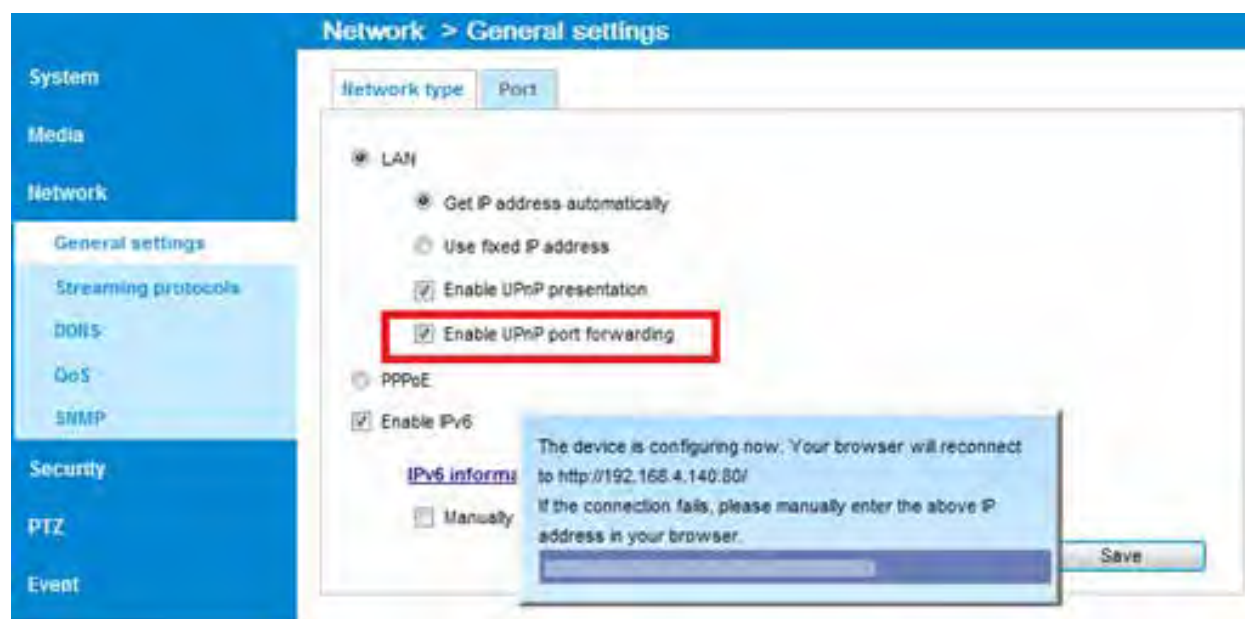 Network > General settings
System
Media
Network
General settings
Streaming protocols
DDNS
QoS
SNMP
Security
PTZ
Event
Network type
Port
LAN
Get IP address automatically
Use fixed IP address
Enable UPnP presentation
Enable UPnP port forwarding
PPPoE
Enable IPv6
IPv6 informa
Manually
The device is configuring now. Your browser will reconnect
to http://192.168.4.140:80/
If the connection fails, please manually enter the above IP
address in your browser.
Save